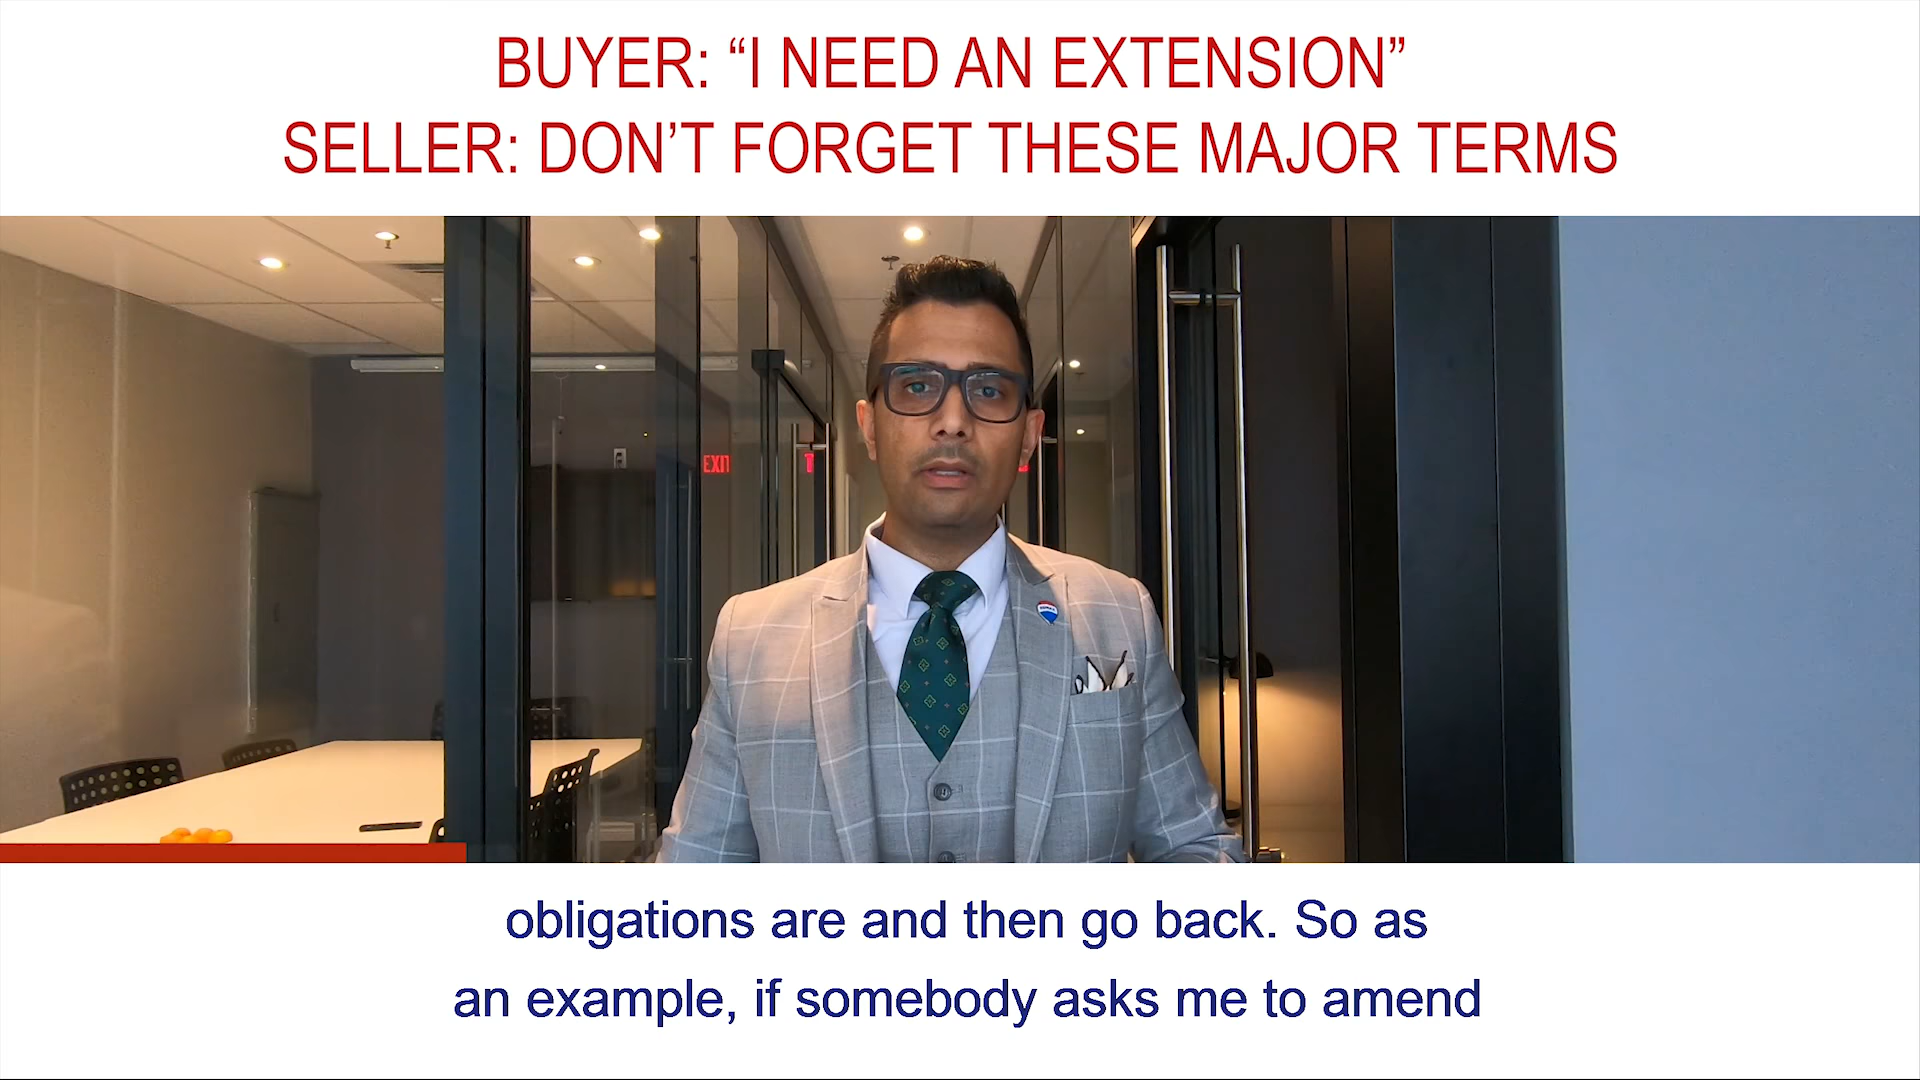 BUYER: “I NEED AN EXTENSION”
SELLER: DON’T FORGET THESE MAJOR TERMS
EXIT
obligations are and then go back. So as
an example, if somebody asks me to amend